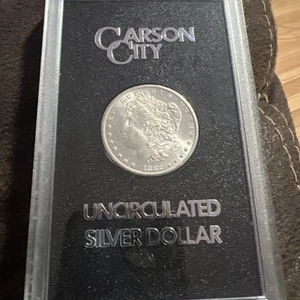 CARSON
CITY
UNCIRCULATED
SILVER DOLLAR